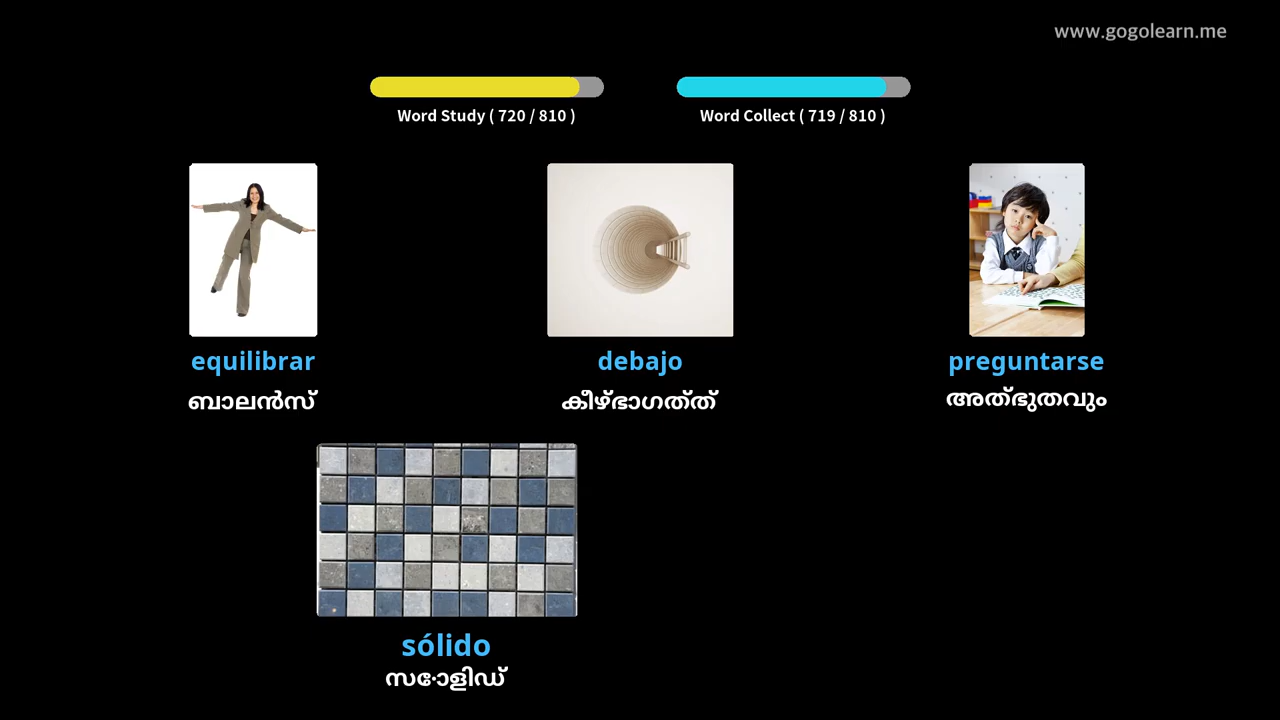 www.gogolearn.me
Word Study ( 720 / 810 )
Word Collect ( 719 / 810 )
equilibrar
debajo
preguntarse
ബാലൻസ്
കീഴ്ഭാഗത്ത്
അത്ഭുതവും
sólido
സോളിഡ്